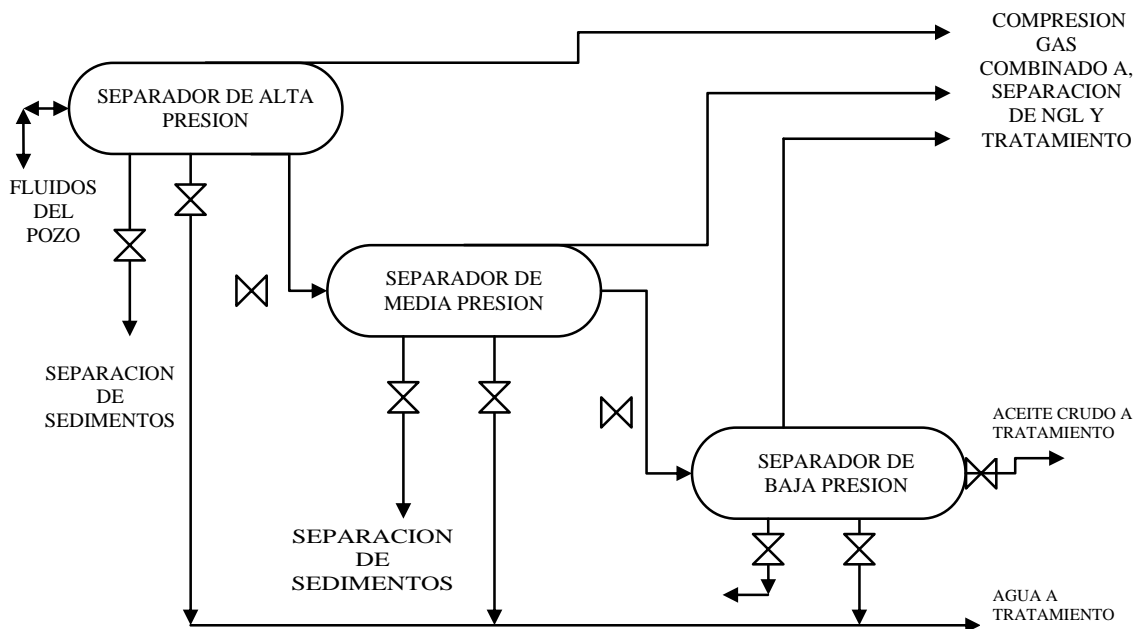 COMPRESION
GAS
COMBINADO A,
SEPARACION
DE NGL Y
TRATAMIENTO
SEPARADOR DE ALTA
PRESION
FLUIDOS
DEL
POZO
SEPARADOR DE
MEDIA PRESION
SEPARACION
DE
SEDIMENTOS
ACEITE CRUDO A
TRATAMIENTO
SEPARADOR DE
BAJA PRESION
SEPARACION
DE
SEDIMENTOS
AGUA A
TRATAMIENTO